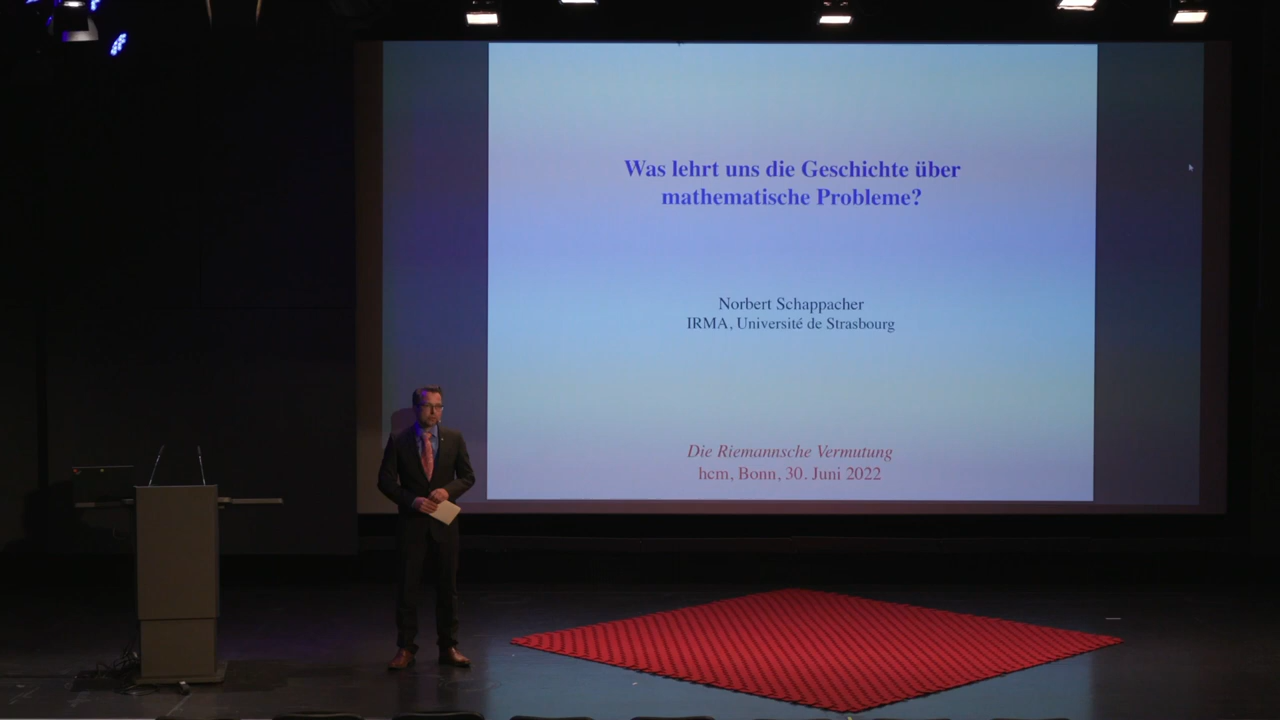 Was lehrt uns die Geschichte über
mathematische Probleme?
Norbert Schappacher
IRMA, Université de Strasbourg
Die Riemannsche Vermutung
hcm, Bonn, 30. Juni 2022